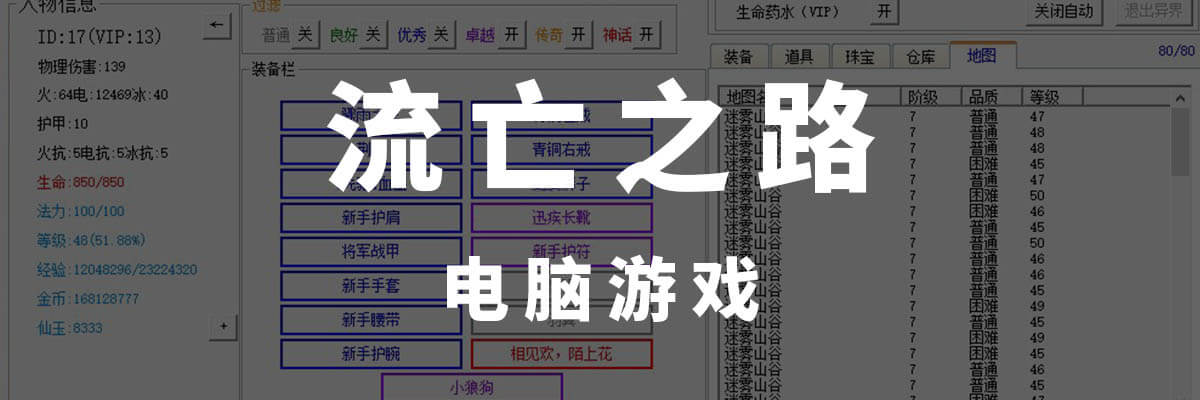 流亡之路
电脑游戏
人物信息
←
ID:17(VIP:13)
物理伤害:139
火:64电:12469冰:40
护甲:10
火抗:5电抗:5冰抗:5
生命:850/850
法力:100/100
等级:48(51.88%)
经验:12048296/23224320
金币:168128777
仙玉:8333
+
过滤
普通 关 良好 关 优秀 关 卓越 开 传奇 开 神话 开
装备栏
青铜右戒
新手护肩 迅疾长靴
将军战甲 新手护符
新手手套
新手腰带
新手护腕 相见欢，陌上花
小狼狗
生命药水(VIP) 开 关闭自动 退出异界
装备 道具 珠宝 仓库 地图 80/80
地图名 阶级 品质 等级
迷雾山谷 7 普通 47
迷雾山谷 7 普通 48
迷雾山谷 7 普通 48
迷雾山谷 7 困难 45
迷雾山谷 7 普通 47
迷雾山谷 7 困难 50
迷雾山谷 7 困难 46
迷雾山谷 7 普通 45
迷雾山谷 7 普通 50
迷雾山谷 7 普通 46
迷雾山谷 7 普通 46
迷雾山谷 7 困难 45
迷雾山谷 7 困难 49
迷雾山谷 7 普通 45
迷雾山谷 7 困难 49
迷雾山谷 7 普通 45
迷雾山谷 7 普通 46
迷雾山谷 7 普通 45